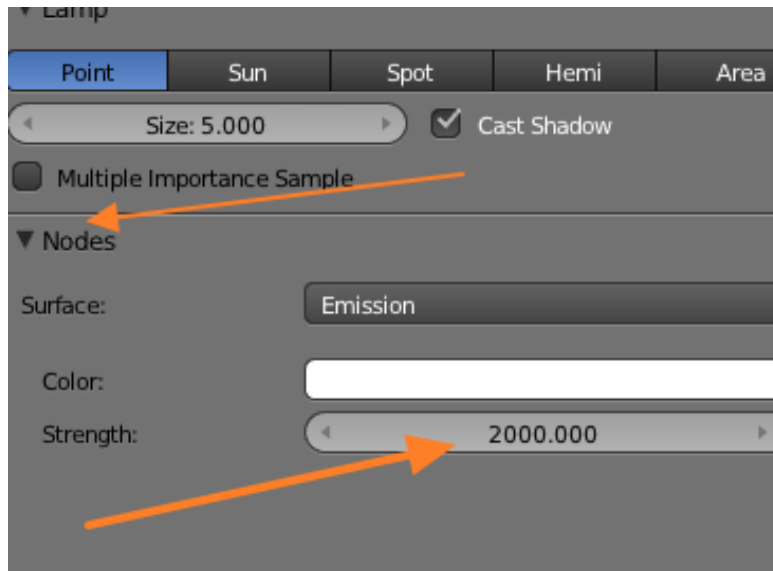 Lamp
Point Sun Spot Hemi Area
Size: 5.000 Cast Shadow
Multiple Importance Sample
Nodes
Surface: Emission
Color:
Strength: 2000.000